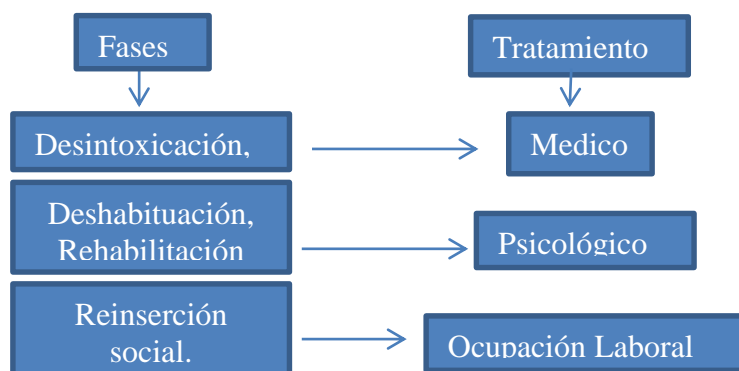 Fases
Tratamiento
Desintoxicación,
Medico
Deshabituación,
Rehabilitación
Psicológico
Reinserción
social.
Ocupación Laboral